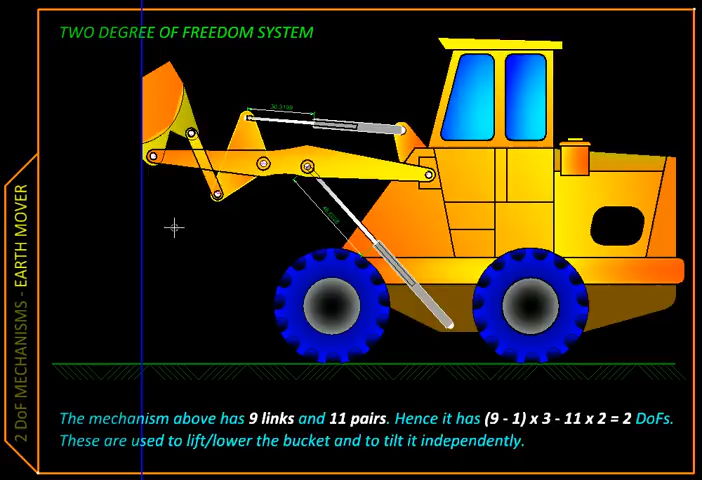 TWO DEGREE OF FREEDOM SYSTEM
2 DoF MECHANISMS - EARTH MOVER
The mechanism above has 9 links and 11 pairs. Hence it has (9 - 1) x 3 - 11 x 2 = 2 DoFs.
These are used to lift/lower the bucket and to tilt it independently.